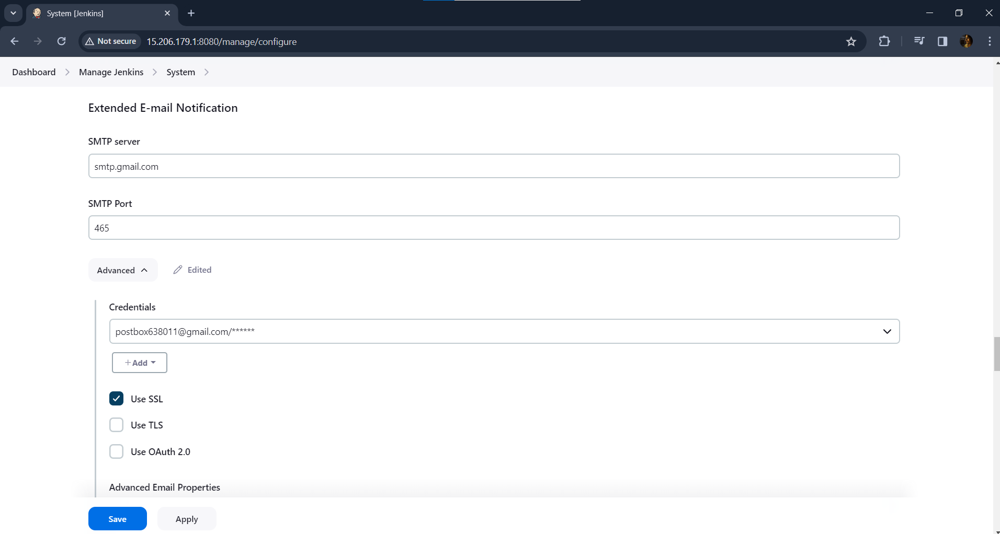 System [Jenkins]
Not secure 15.206.179.1:8080/manage/configure
Dashboard Manage Jenkins System
Extended E-mail Notification
SMTP server
smtp.gmail.com
SMTP Port
465
Advanced Edited
Credentials
postbox638011@gmail.com/******
+ Add
Use SSL
Use TLS
Use OAuth 2.0
Advanced Email Properties
Save Apply